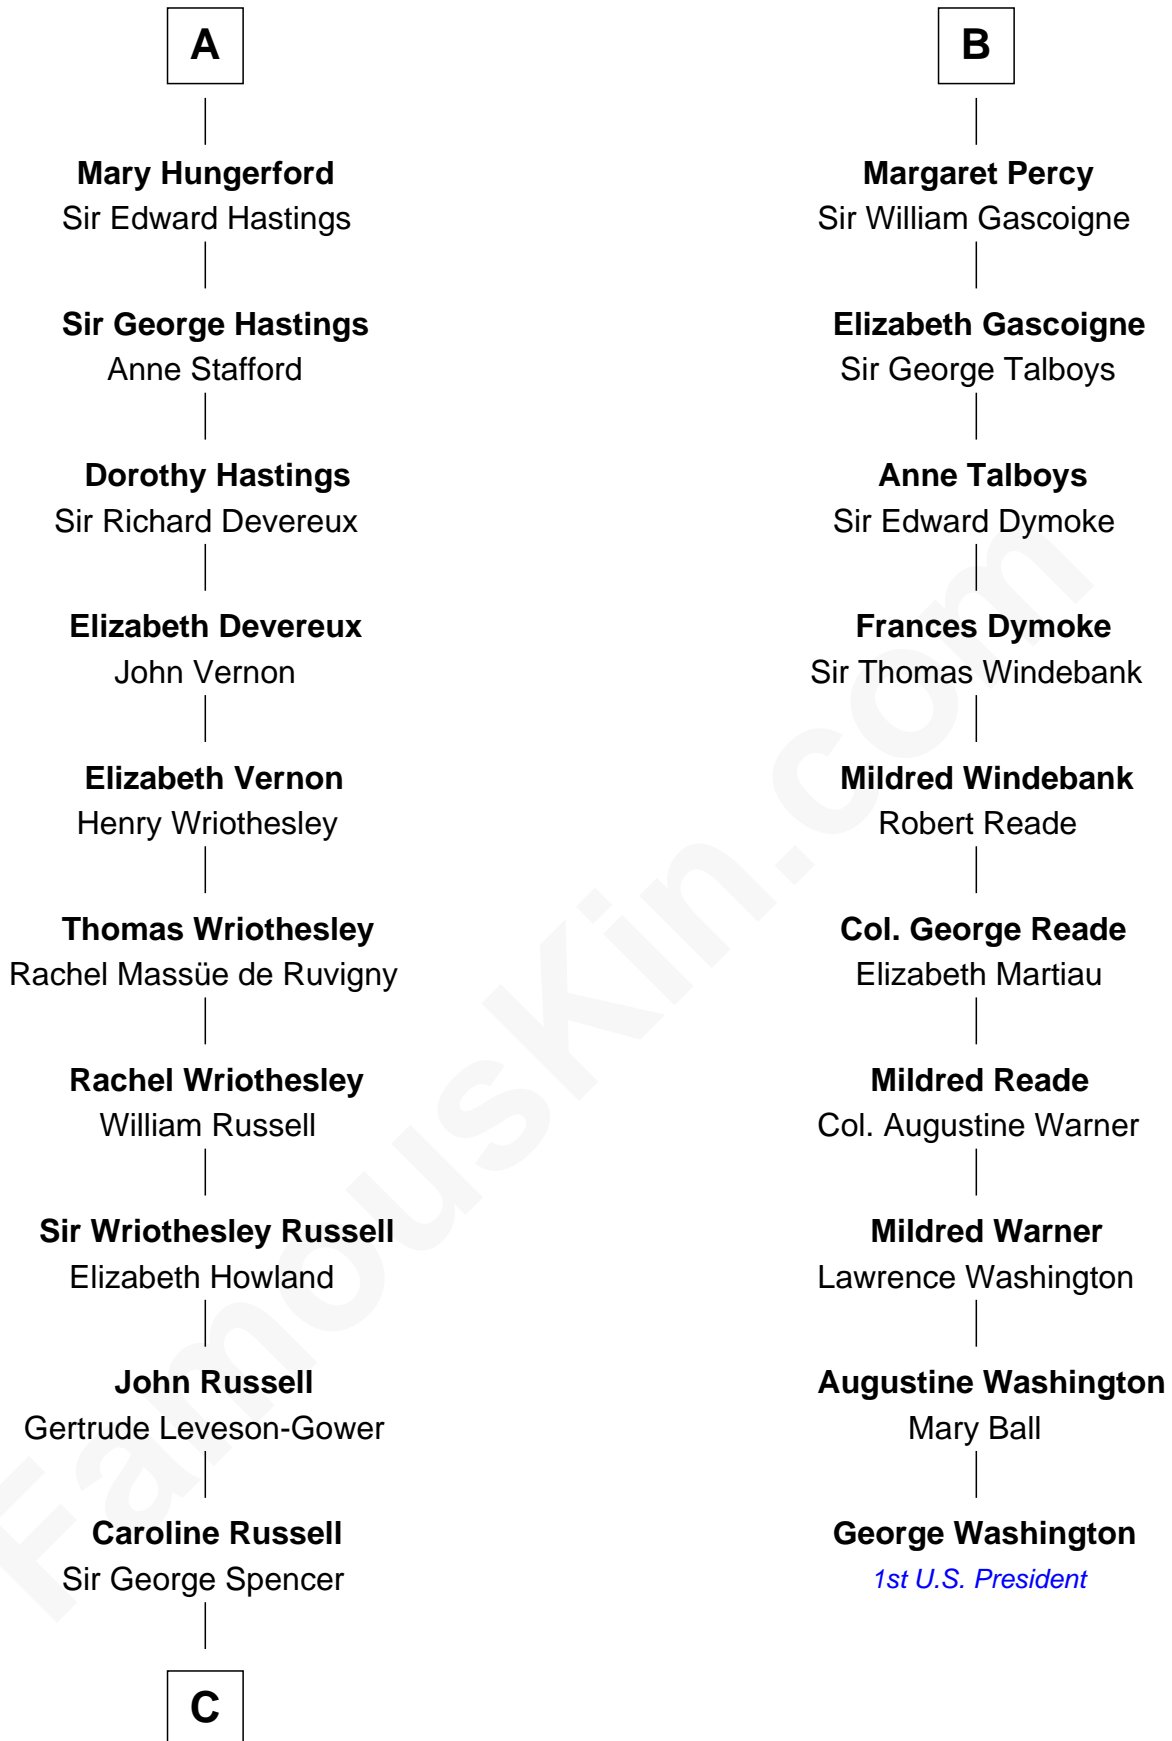 A
Mary Hungerford
Sir Edward Hastings
Sir George Hastings
Anne Stafford
Dorothy Hastings
Sir Richard Devereux
Elizabeth Devereux
John Vernon
Elizabeth Vernon
Henry Wriothesley
Thomas Wriothesley
Rachel Massüe de Ruvigny
Rachel Wriothesley
William Russell
Sir Wriothesley Russell
Elizabeth Howland
John Russell
Gertrude Leveson-Gower
Caroline Russell
Sir George Spencer
C
B
Margaret Percy
Sir William Gascoigne
Elizabeth Gascoigne
Sir George Talboys
Anne Talboys
Sir Edward Dymoke
Frances Dymoke
Sir Thomas Windebank
Mildred Windebank
Robert Reade
Col. George Reade
Elizabeth Martiau
Mildred Reade
Col. Augustine Warner
Mildred Warner
Lawrence Washington
Augustine Washington
Mary Ball
George Washington
1st U.S. President
FamousKin.com